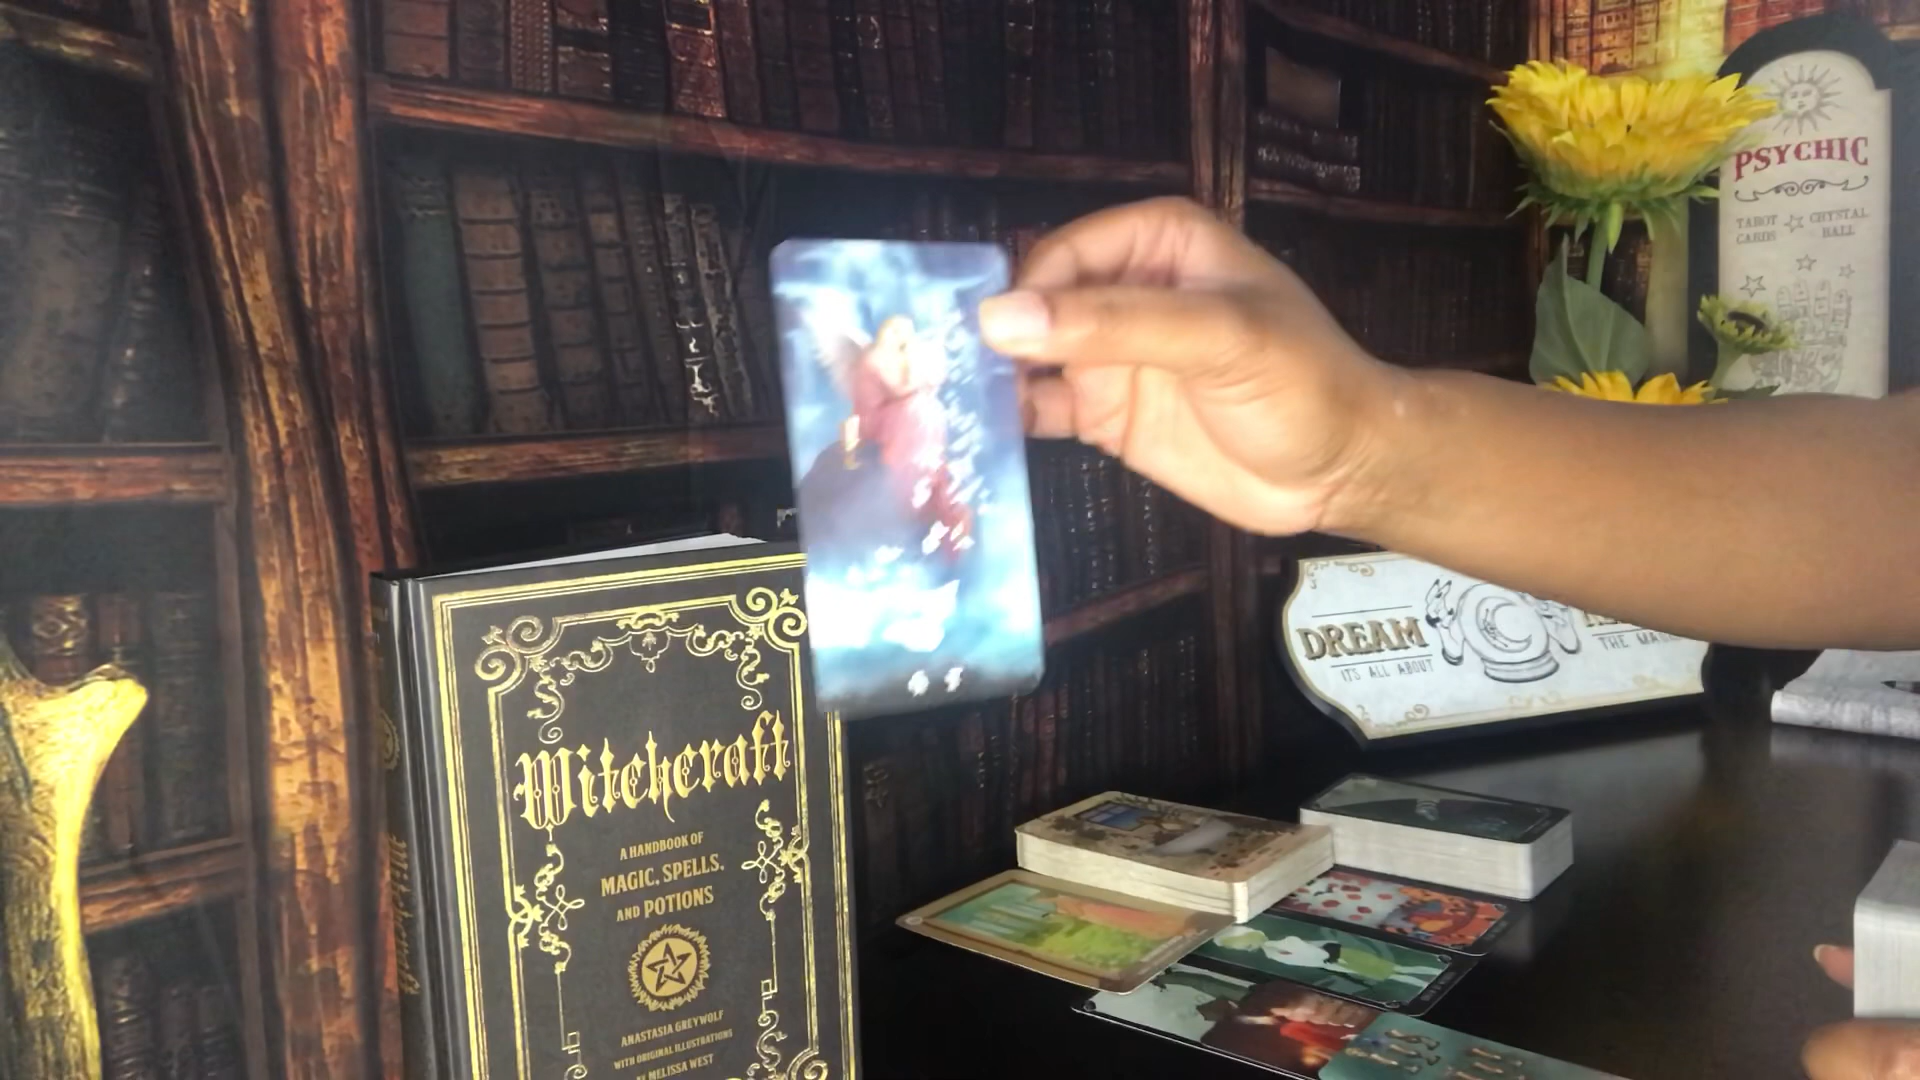 Witchcraft
A HANDBOOK OF
MAGIC, SPELLS,
AND POTIONS
ANASTASIA GREYWOLF
WITH ORIGINAL ILLUSTRATIONS
BY MELISSA WEST
PSYCHIC
TAROT CRYSTAL
CARDS BALL
DREAM
IT'S ALL ABOUT
THE